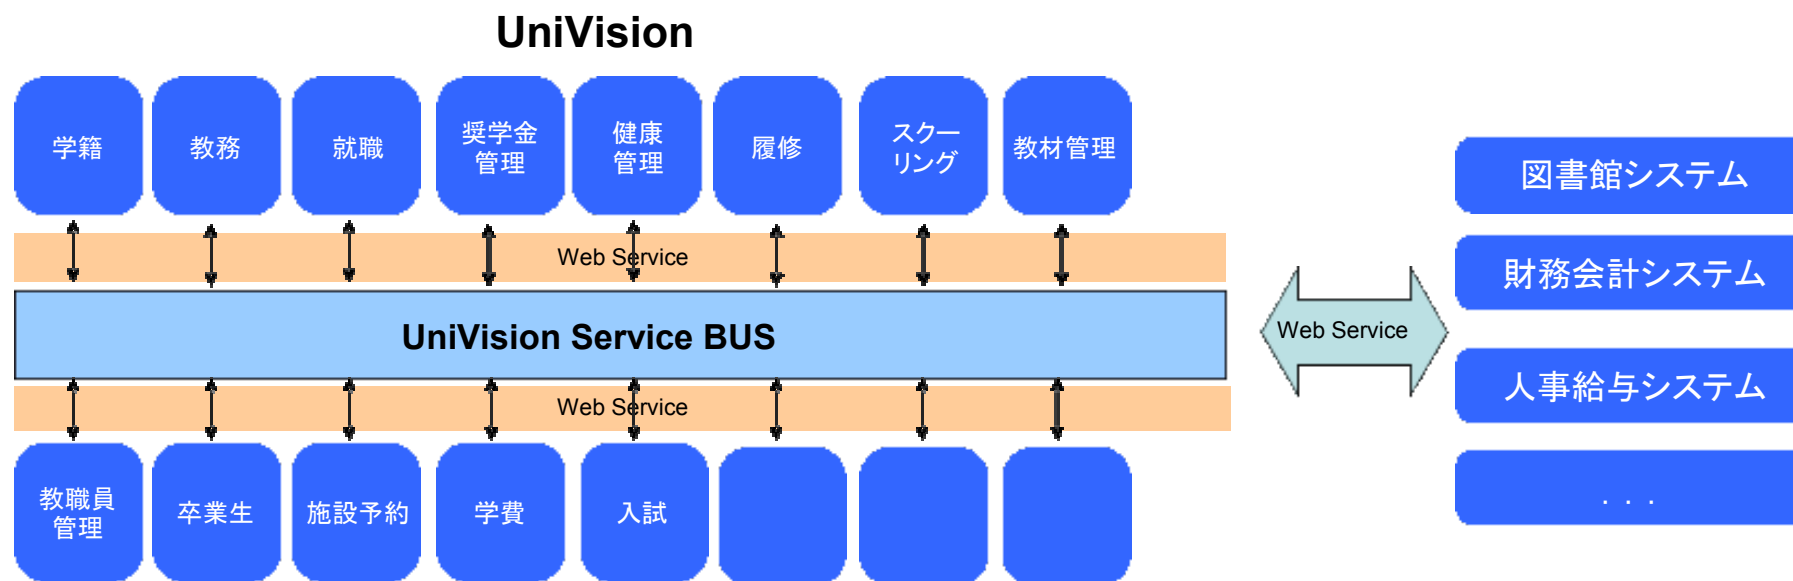 UniVision
学籍
教務
就職
奨学金
管理
健康
管理
履修
スクー
リング
教材管理
Web Service
UniVision Service BUS
Web Service
教職員
管理
卒業生
施設予約
学費
入試
Web Service
図書館システム
財務会計システム
人事給与システム
. . .